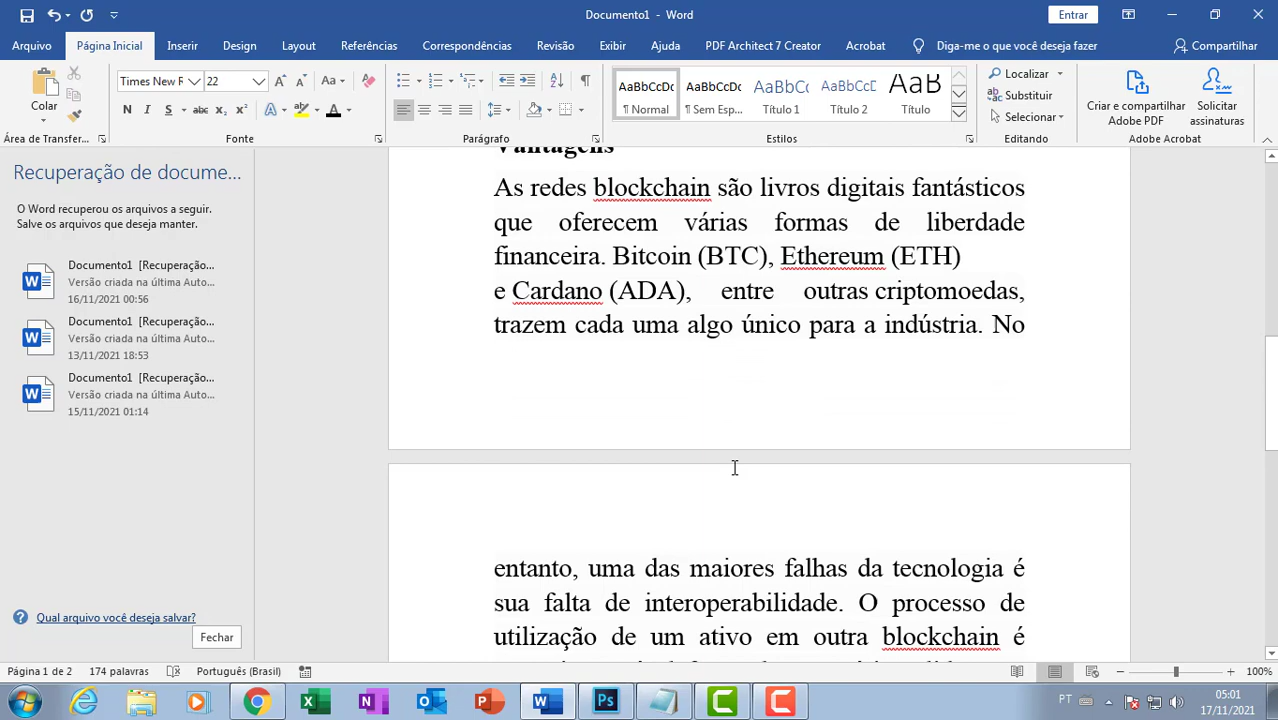 Documento1 - Word
Entrar
Arquivo Página Inicial Inserir Design Layout Referências Correspondências Revisão Exibir Ajuda PDF Architect 7 Creator Acrobat Diga-me o que você deseja fazer Compartilhar
Colar
Times New R 22
N I S abc x₂ x²
Aa
A A
AaBbCcDc AaBbCcDc AaBbCc AaBbCcD AaB
¶ Normal ¶ Sem Esp... Título 1 Título 2 Título
Localizar
Substituir
Selecionar
Criar e compartilhar Adobe PDF
Solicitar assinaturas
Área de Transfer... Fonte Parágrafo Estilos Editando Adobe Acrobat
Recuperação de docume...
O Word recuperou os arquivos a seguir.
Salve os arquivos que deseja manter.
Documento1 [Recuperação...
Versão criada na última Auto...
16/11/2021 00:56
Documento1 [Recuperação...
Versão criada na última Auto...
13/11/2021 18:53
Documento1 [Recuperação...
Versão criada na última Auto...
15/11/2021 01:14
Qual arquivo você deseja salvar?
Fechar
Vantagens
As redes blockchain são livros digitais fantásticos
que oferecem várias formas de liberdade
financeira. Bitcoin (BTC), Ethereum (ETH)
e Cardano (ADA), entre outras criptomoedas,
trazem cada uma algo único para a indústria. No
entanto, uma das maiores falhas da tecnologia é
sua falta de interoperabilidade. O processo de
utilização de um ativo em outra blockchain é
Página 1 de 2 174 palavras Português (Brasil) 100%
PT
05:01
17/11/2021